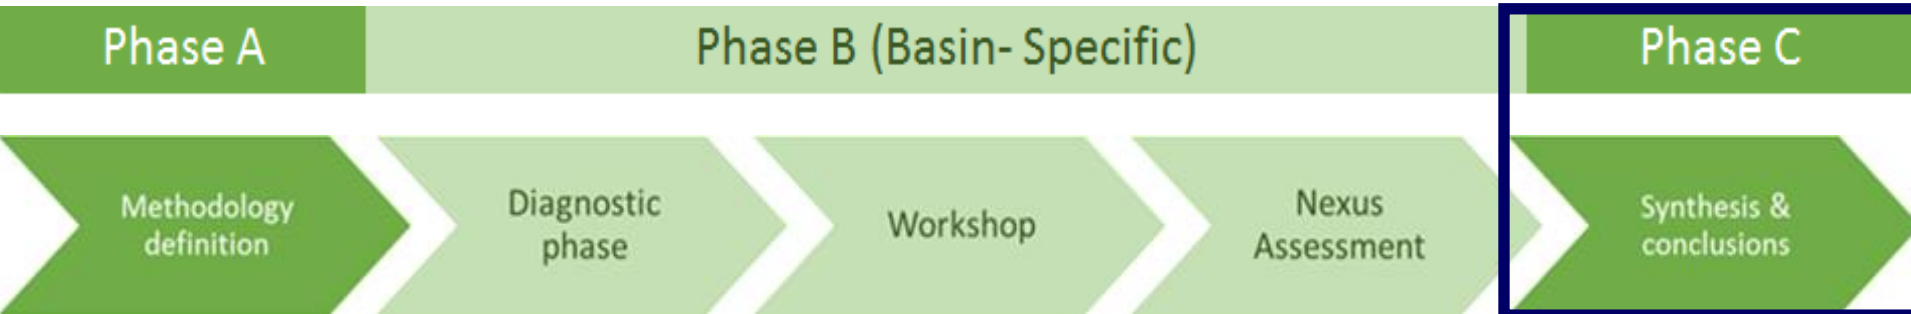 Phase A
Phase B (Basin- Specific)
Phase C
Methodology
definition
Diagnostic
phase
Workshop
Nexus
Assessment
Synthesis &
conclusions